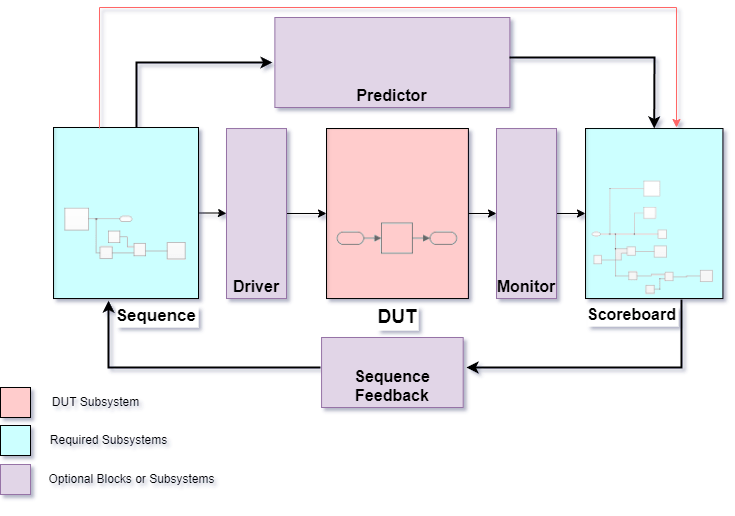 Predictor
Driver
Monitor
Sequence
DUT
Scoreboard
Sequence
Feedback
DUT Subsystem
Required Subsystems
Optional Blocks or Subsystems